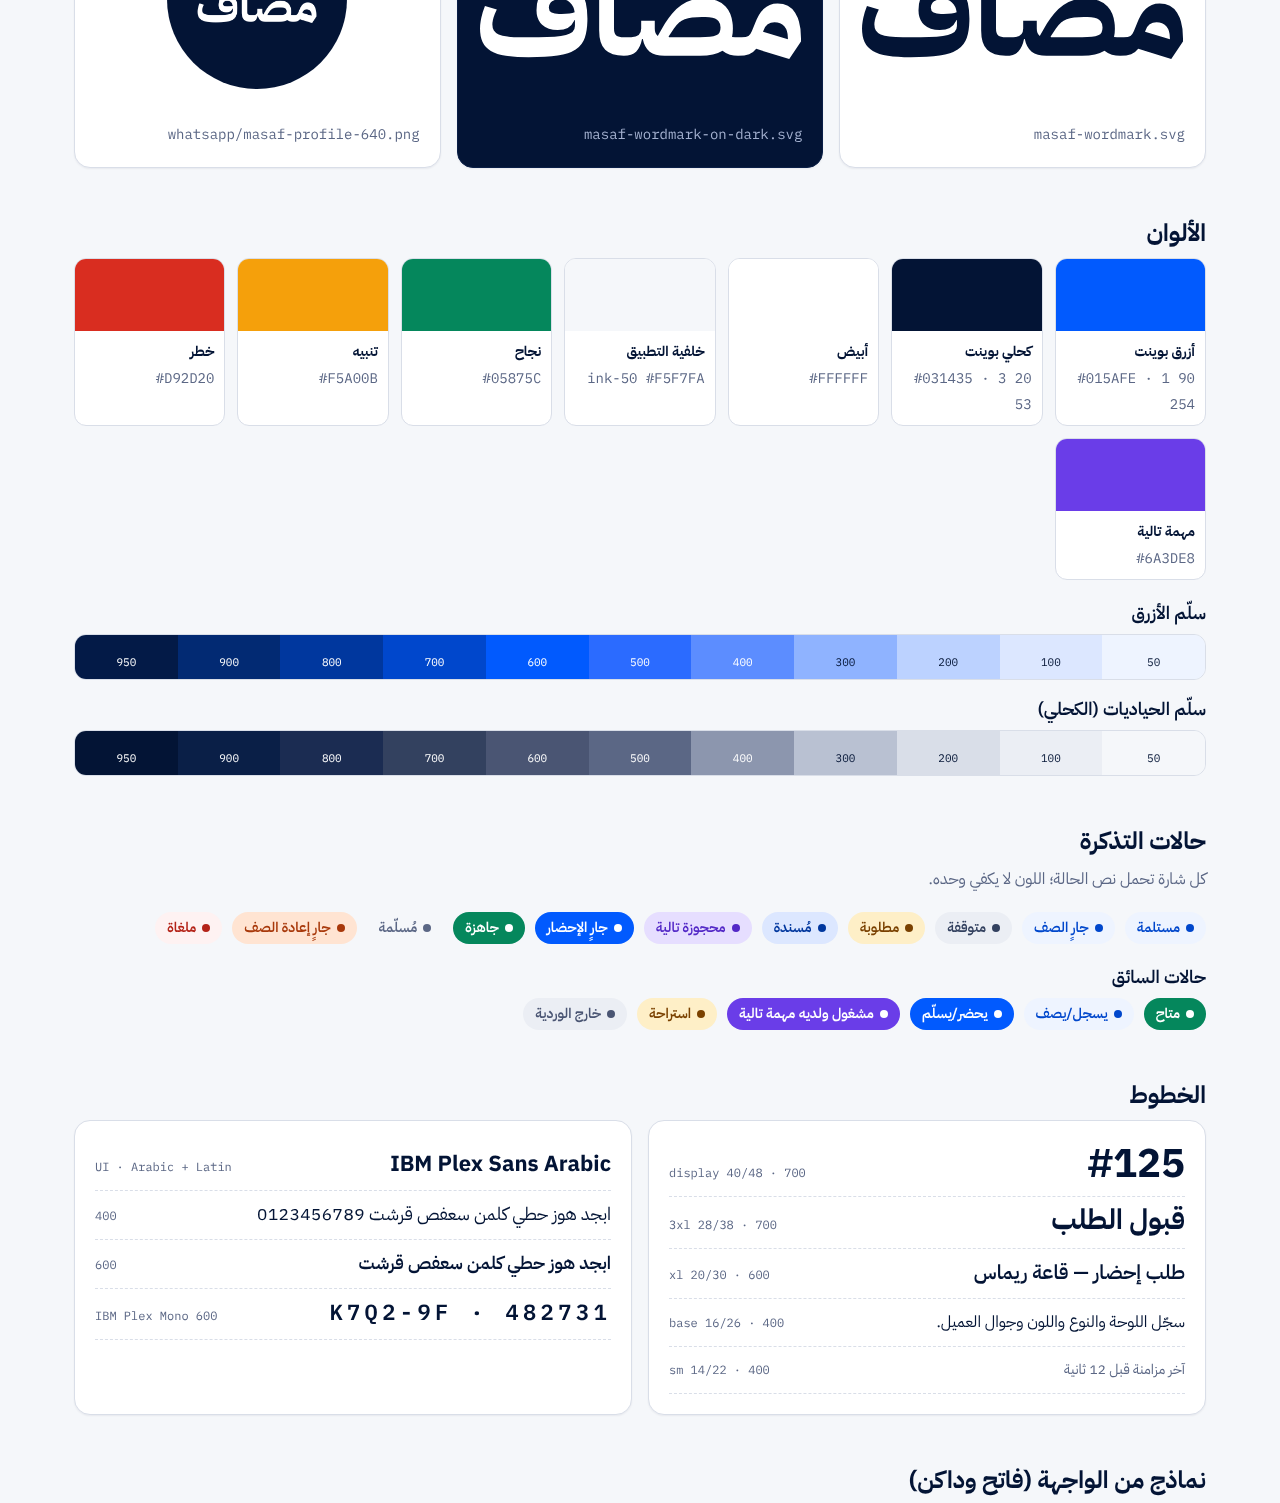 مصاف
مصاف
مصاف
masaf-wordmark.svg
masaf-wordmark-on-dark.svg
whatsapp/masaf-profile-640.png
الألوان
أزرق بوينت
#015AFE · 1 90
254
كحلي بوينت
#031435 · 3 20
53
أبيض
#FFFFFF
خلفية التطبيق
ink-50 #F5F7FA
نجاح
#05875C
تنبيه
#F5A00B
خطر
#D92D20
مهمة تالية
#6A3DE8
سلّم الأزرق
50 100 200 300 400 500 600 700 800 900 950
سلّم الحياديات (الكحلي)
50 100 200 300 400 500 600 700 800 900 950
حالات التذكرة
كل شارة تحمل نص الحالة؛ اللون لا يكفي وحده.
مستلمة جارٍ الصف متوقفة مطلوبة مُسندة محجوزة تالية جارٍ الإحضار جاهزة مُسلّمة جارٍ إعادة الصف ملغاة
حالات السائق
متاح يسجل/يصف يحضر/يسلّم مشغول ولديه مهمة تالية استراحة خارج الوردية
الخطوط
#125
display 40/48 · 700
قبول الطلب
3xl 28/38 · 700
طلب إحضار — قاعة ريماس
xl 20/30 · 600
سجّل اللوحة والنوع واللون وجوال العميل.
base 16/26 · 400
آخر مزامنة قبل 12 ثانية
sm 14/22 · 400
IBM Plex Sans Arabic
UI · Arabic + Latin
ابجد هوز حطي كلمن سعفص قرشت 0123456789
400
ابجد هوز حطي كلمن سعفص قرشت
600
K7Q2-9F · 482731
IBM Plex Mono 600
نماذج من الواجهة (فاتح وداكن)